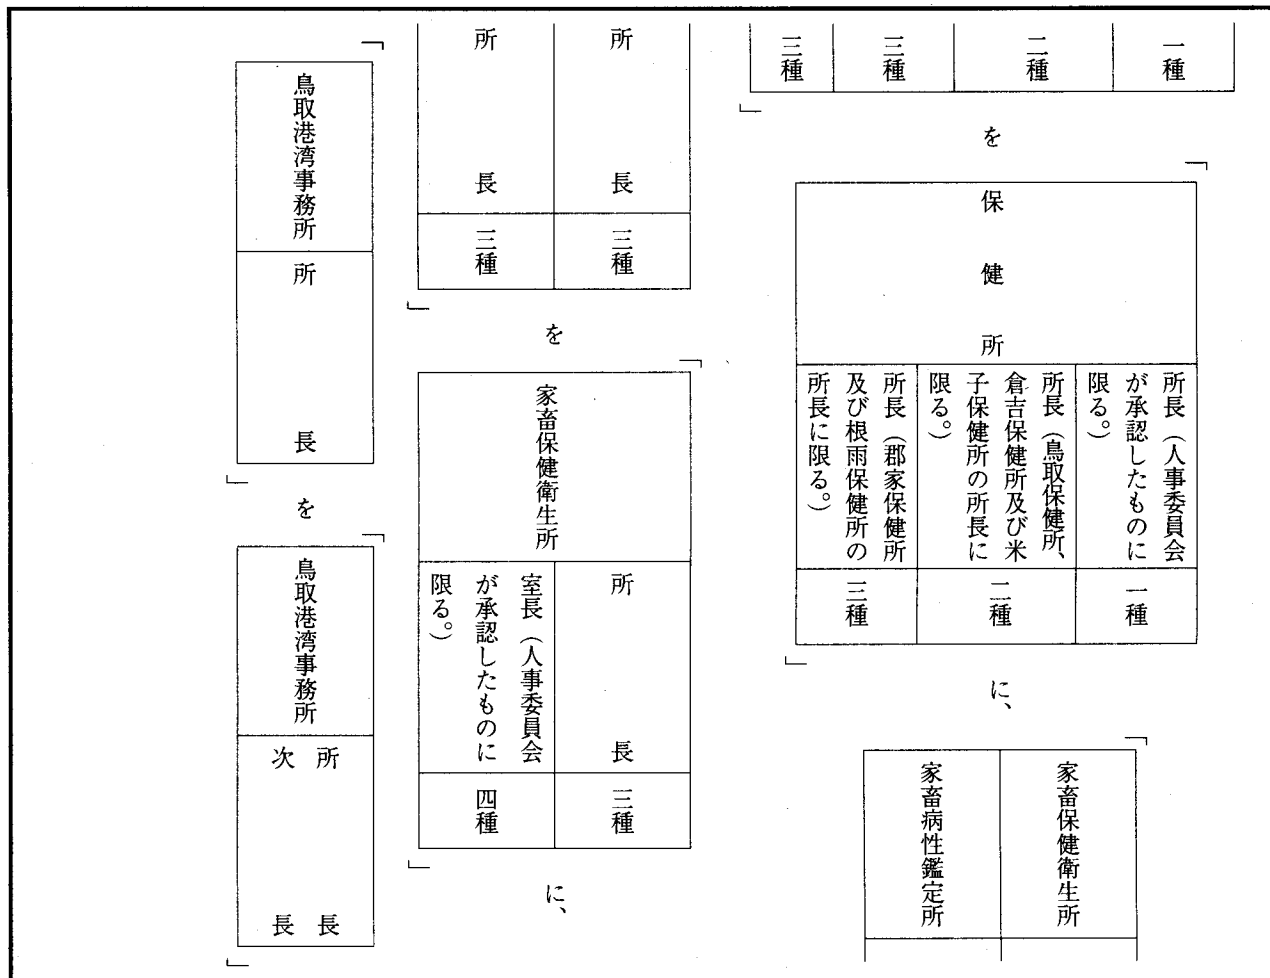 一種
二種
三種
三種
を
保健所
所長（人事委員会
が承認したものに
限る。）
一種
所長（鳥取保健所、
倉吉保健所及び米
子保健所の所長に
限る。）
二種
所長（郡家保健所
及び根雨保健所の
所長に限る。）
三種
に、
家畜保健衛生所
家畜病性鑑定所
所長
三種
所長
三種
を
家畜保健衛生所
所長
三種
室長（人事委員会
が承認したものに
限る。）
四種
に、
鳥取港湾事務所
所長
を
鳥取港湾事務所
所長
次長